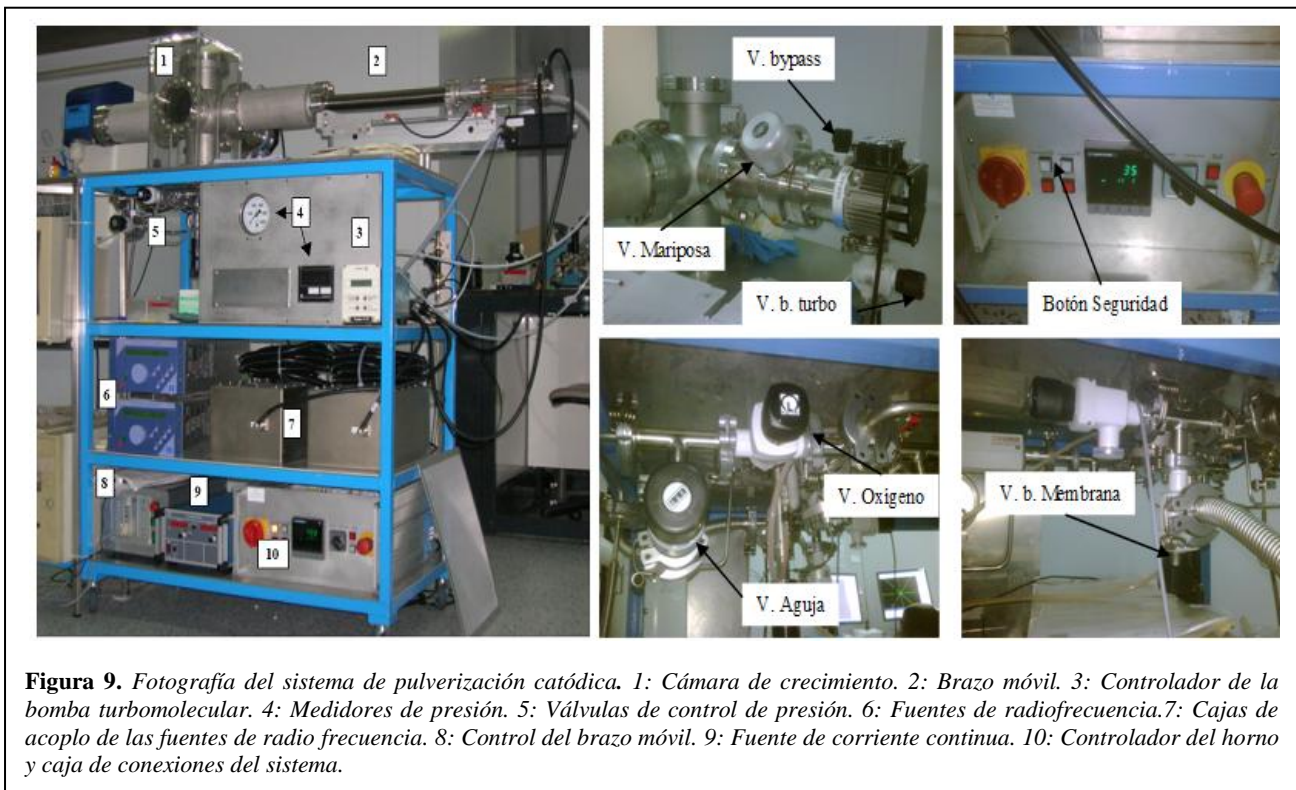 1
2
3
4
5
6
7
8
9
10
V. bypass
V. Mariposa
V. b. turbo
35
Botón Seguridad
V. Oxigeno
V. Aguja
V. b. Membrana
Figura 9. Fotografía del sistema de pulverización catódica. 1: Cámara de crecimiento. 2: Brazo móvil. 3: Controlador de la
bomba turbomolecular. 4: Medidores de presión. 5: Válvulas de control de presión. 6: Fuentes de radiofrecuencia.7: Cajas de
acoplo de las fuentes de radio frecuencia. 8: Control del brazo móvil. 9: Fuente de corriente continua. 10: Controlador del horno
y caja de conexiones del sistema.